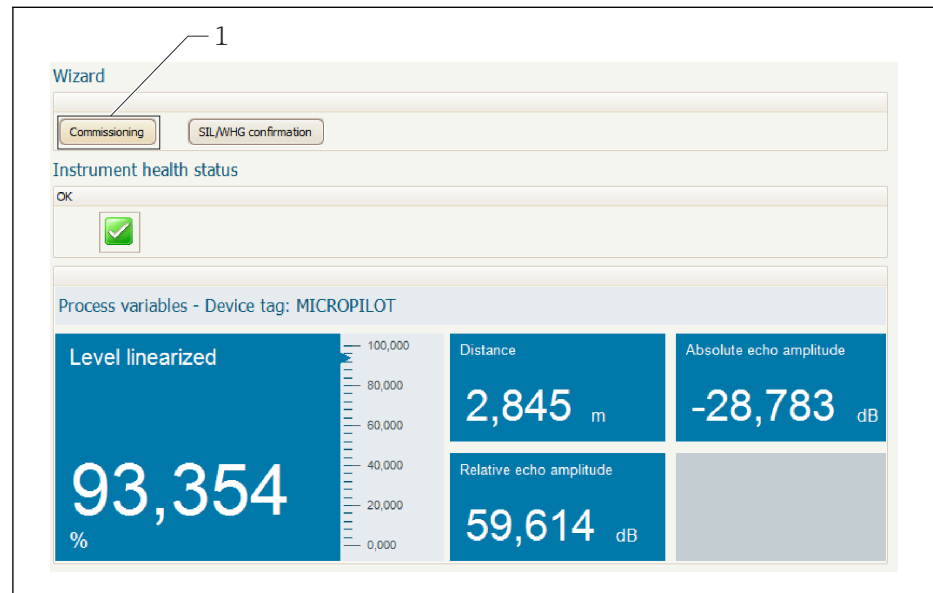 1
Wizard
Commissioning
SIL/WHG confirmation
Instrument health status
OK
Process variables - Device tag: MICROPILOT
Level linearized
93,354
%
100,000
80,000
60,000
40,000
20,000
0,000
Distance
2,845 m
Absolute echo amplitude
-28,783 dB
Relative echo amplitude
59,614 dB